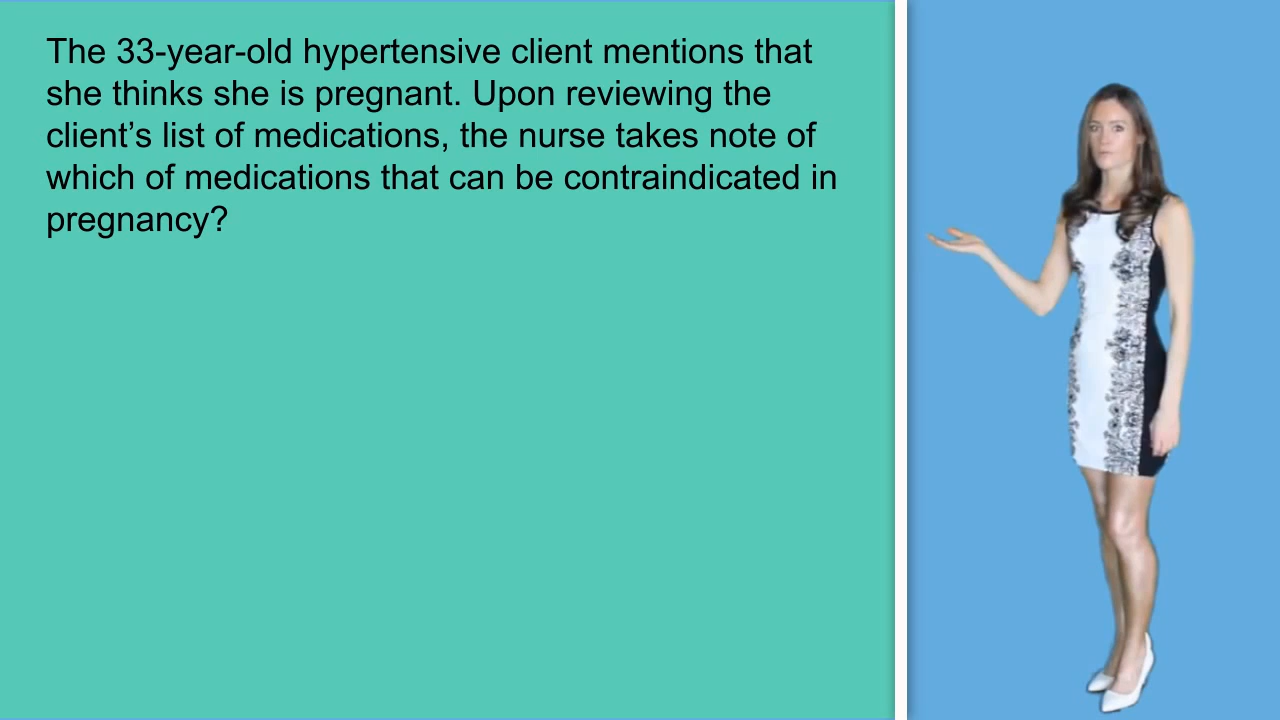 The 33-year-old hypertensive client mentions that
she thinks she is pregnant. Upon reviewing the
client’s list of medications, the nurse takes note of
which of medications that can be contraindicated in
pregnancy?